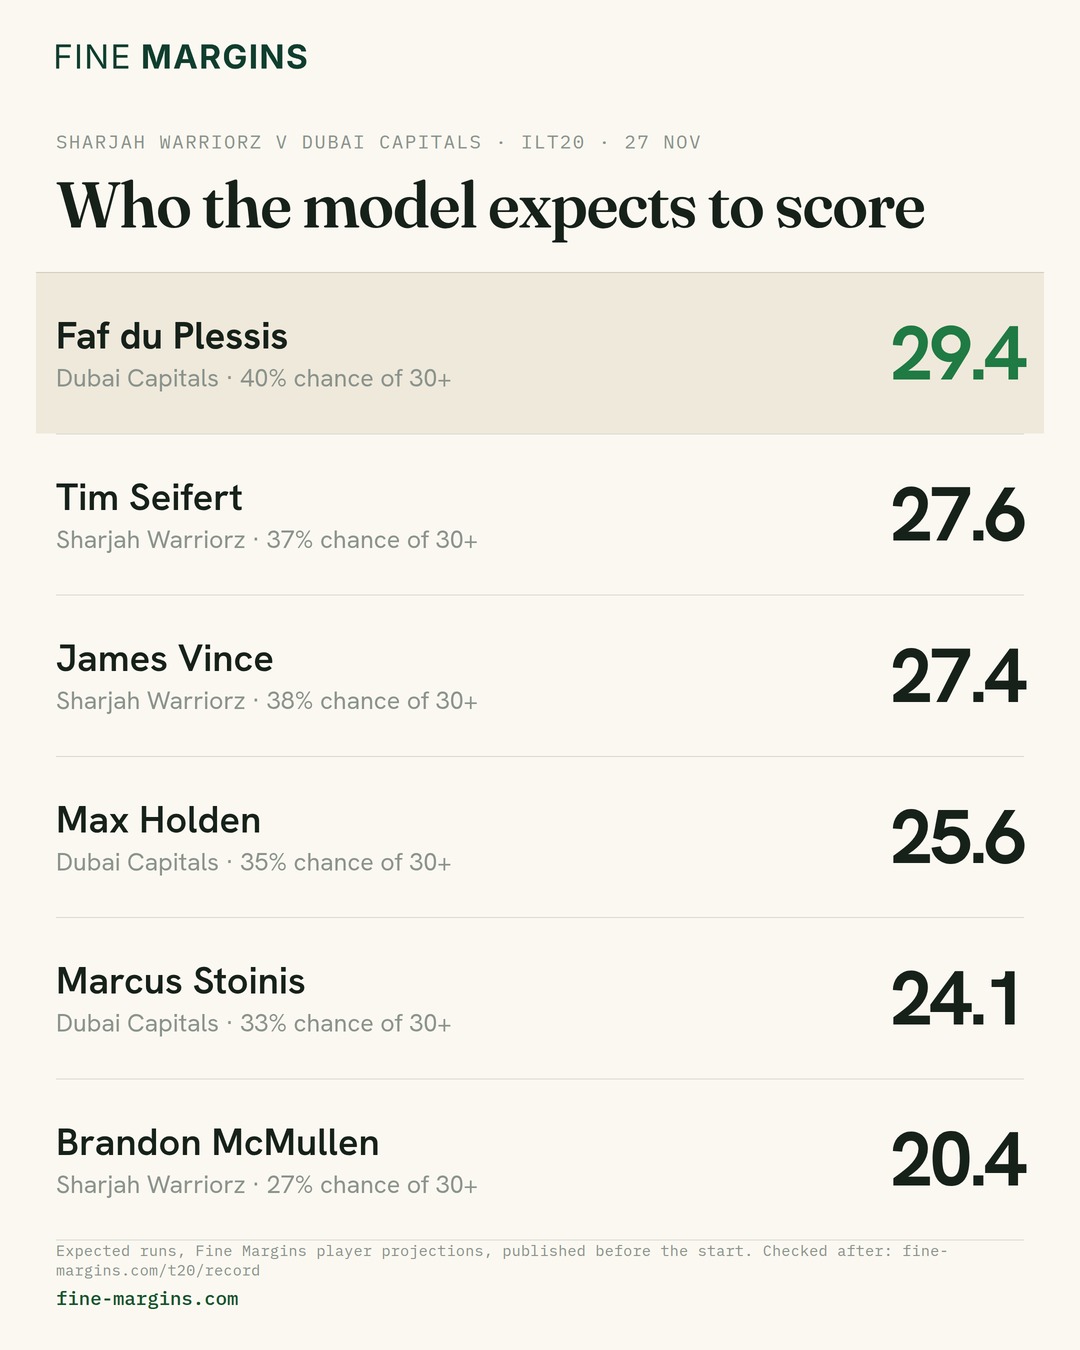 FINE MARGINS
SHARJAH WARRIORZ V DUBAI CAPITALS · ILT20 · 27 NOV
Who the model expects to score
Faf du Plessis
Dubai Capitals · 40% chance of 30+
29.4
Tim Seifert
Sharjah Warriorz · 37% chance of 30+
27.6
James Vince
Sharjah Warriorz · 38% chance of 30+
27.4
Max Holden
Dubai Capitals · 35% chance of 30+
25.6
Marcus Stoinis
Dubai Capitals · 33% chance of 30+
24.1
Brandon McMullen
Sharjah Warriorz · 27% chance of 30+
20.4
Expected runs, Fine Margins player projections, published before the start. Checked after: fine-
margins.com/t20/record
fine-margins.com